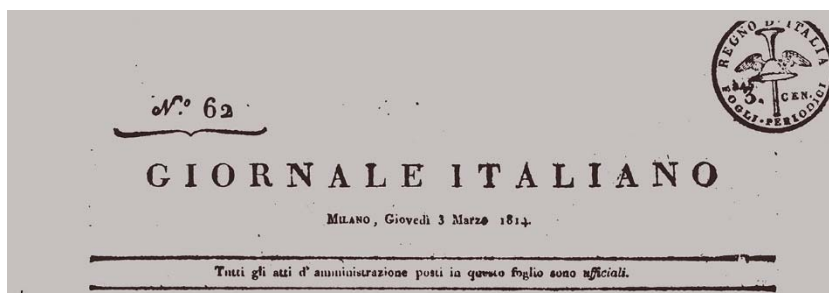 REGNO D'ITALIA
3. CEN.
FOGLI PERIODICI
N.º 62
GIORNALE ITALIANO
MILANO, Giovedì 3 Marzo 1814.
Tutti gli atti d'amministrazione posti in questo foglio sono ufficiali.